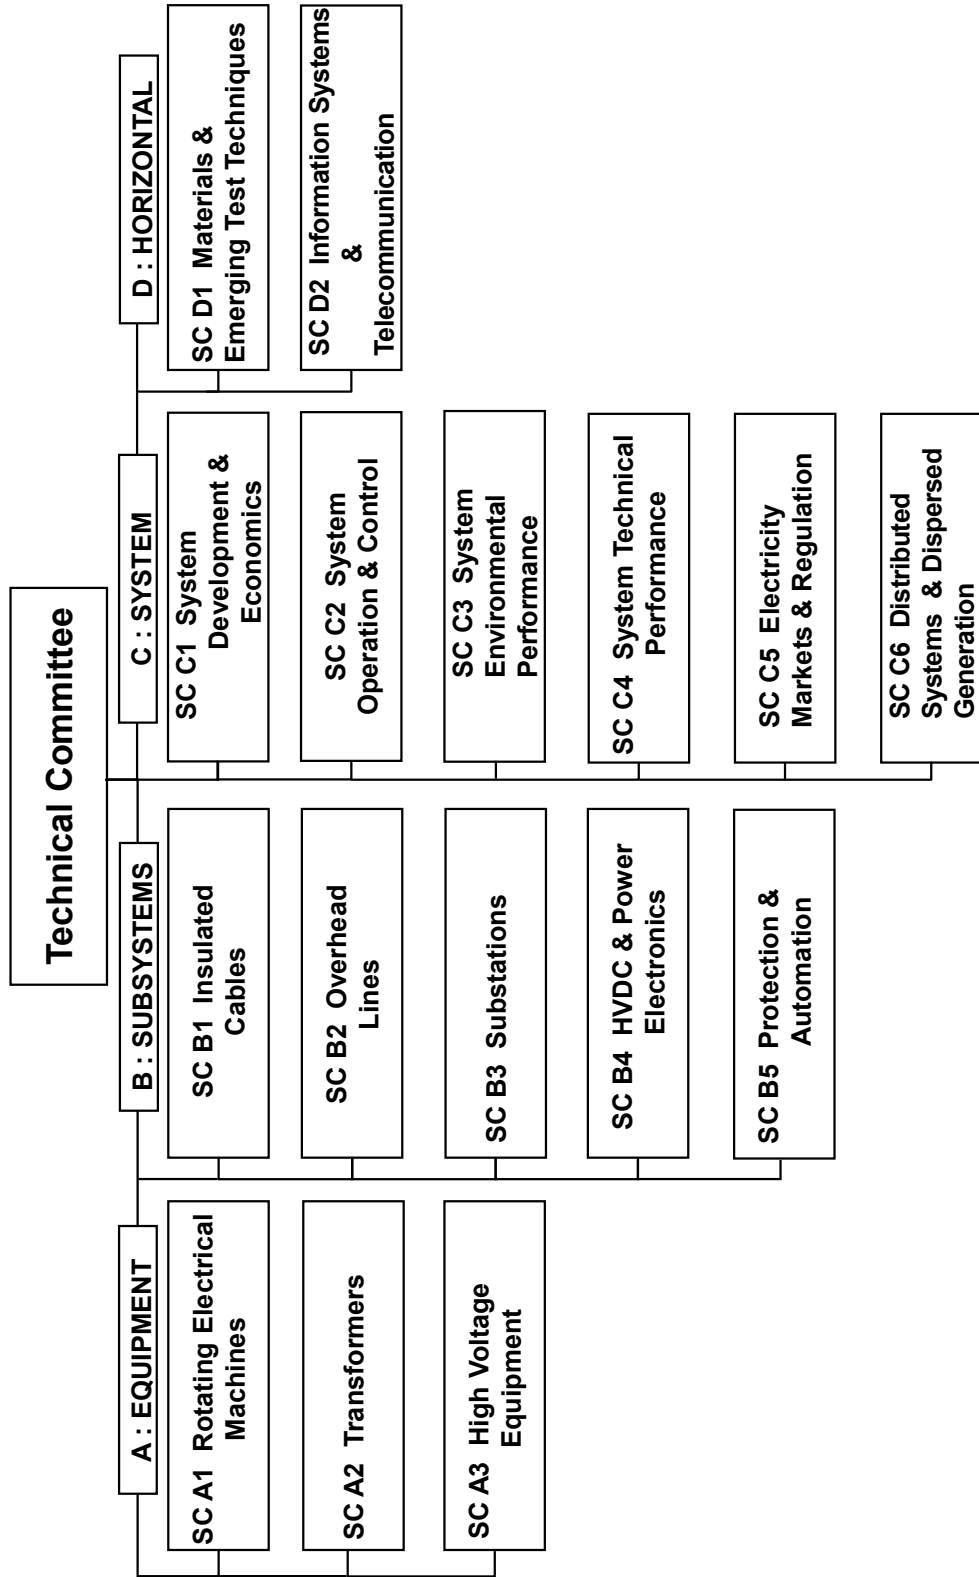 Technical Committee
A : EQUIPMENT
SC A1 Rotating Electrical
Machines
SC A2 Transformers
SC A3 High Voltage
Equipment
B : SUBSYSTEMS
SC B1 Insulated
Cables
SC B2 Overhead
Lines
SC B3 Substations
SC B4 HVDC & Power
Electronics
SC B5 Protection &
Automation
C : SYSTEM
SC C1 System
Development &
Economics
SC C2 System
Operation & Control
SC C3 System
Environmental
Performance
SC C4 System Technical
Performance
SC C5 Electricity
Markets & Regulation
SC C6 Distributed
Systems & Dispersed
Generation
D : HORIZONTAL
SC D1 Materials &
Emerging Test Techniques
SC D2 Information Systems
&
Telecommunication